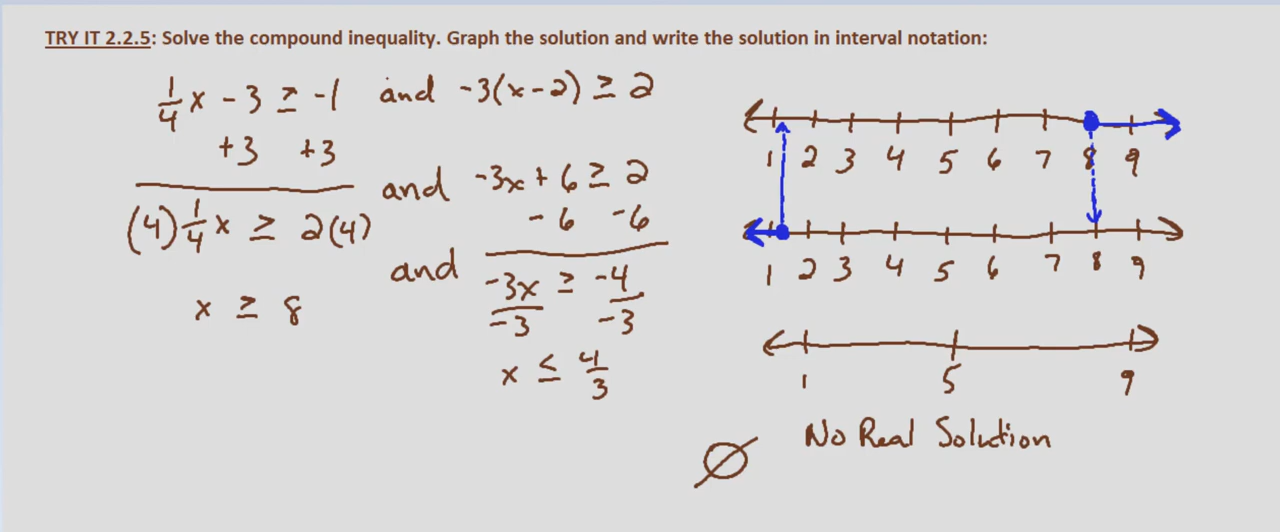 TRY IT 2.2.5: Solve the compound inequality. Graph the solution and write the solution in interval notation:
1/4 x - 3 ≥ -1 and -3(x-2) ≥ 2
+3 +3
and -3x + 6 ≥ 2
-6 -6
(4) 1/4 x ≥ 2(4)
and -3x/-3 ≥ -4/-3
x ≥ 8
x ≤ 4/3
1 2 3 4 5 6 7 8 9
1 2 3 4 5 6 7 8 9
1 5 9
∅ No Real Solution